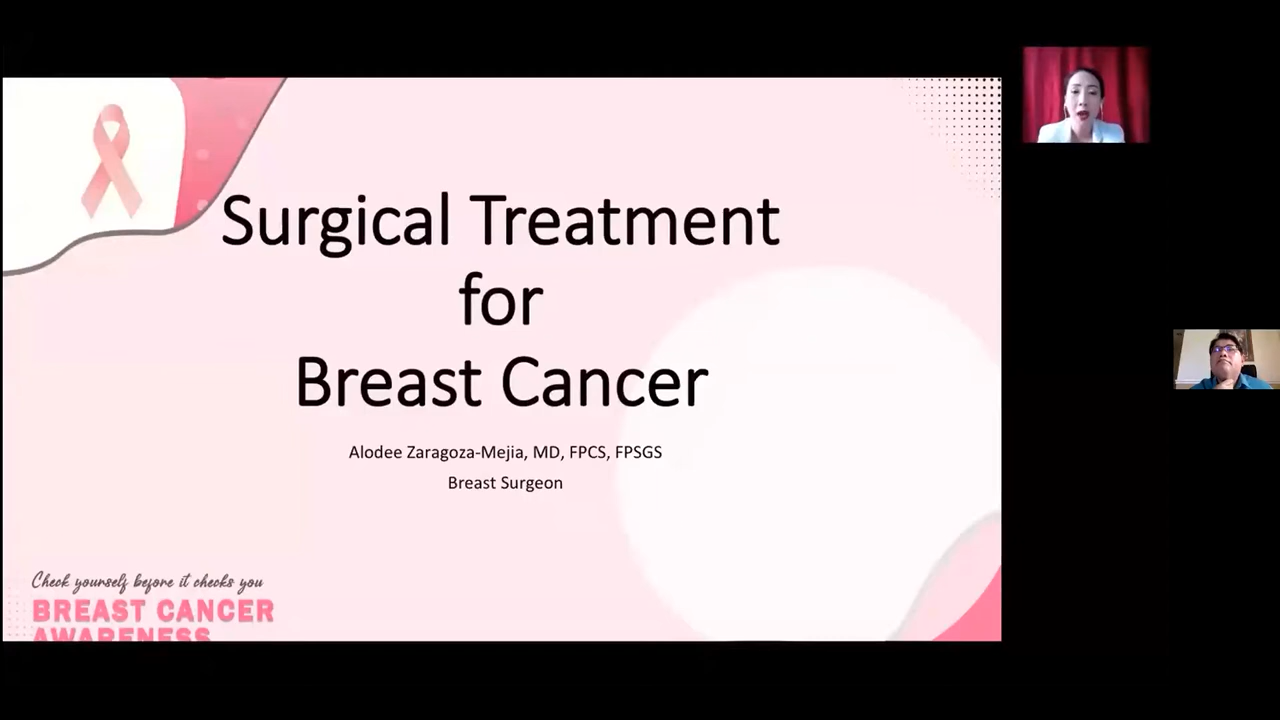 Surgical Treatment
for
Breast Cancer
Alodee Zaragoza-Mejia, MD, FPCS, FPSGS
Breast Surgeon
Check yourself before it checks you
BREAST CANCER
AWARENESS